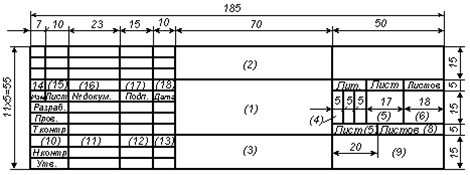 185
7 10 23 15 10 70 50
(2) 15
14 (15) (16) (17) (18) Лит. Лист Листов 5
Изм Лист № докум. Подп. Дата (1) 5 5 5 17 18 15
Разраб. (4) (5) (6)
Пров.
Т.контр Лист (5) Листов (8) 5
(10) (11) (12) (13) (3) 20 (9) 15
Н.контр
Утв.
11x5=55